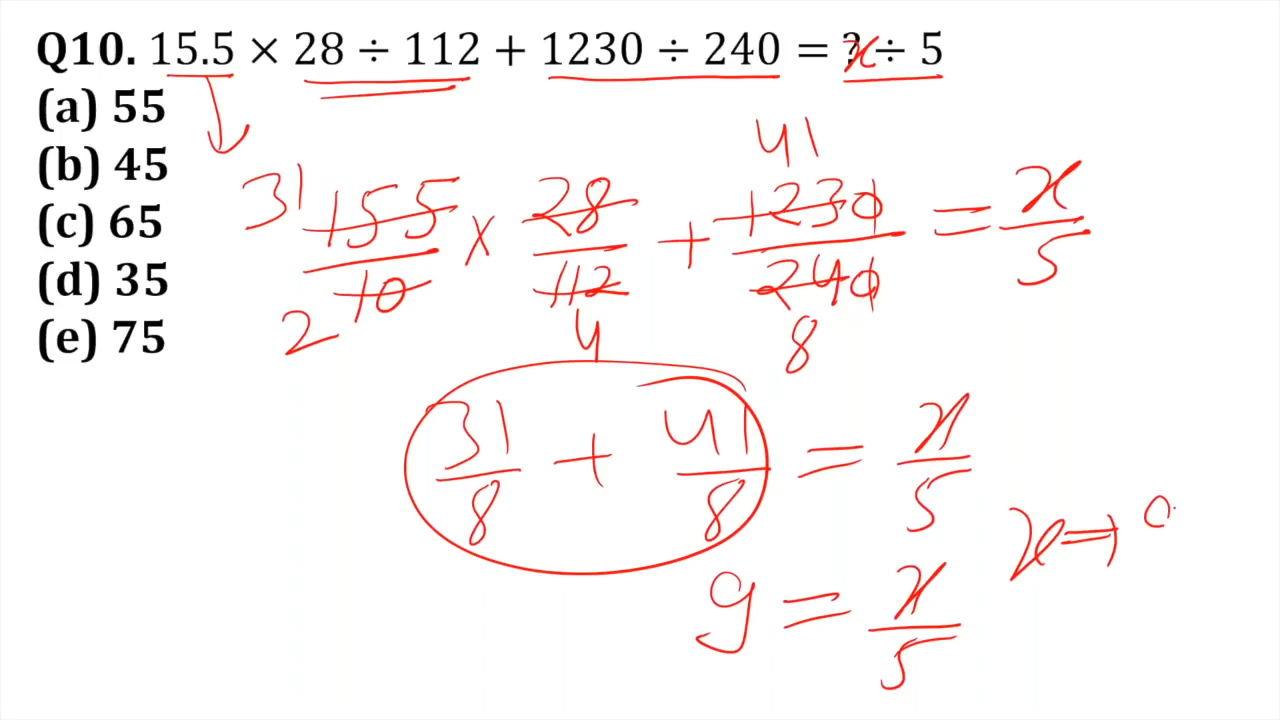 Q10. 15.5 × 28 ÷ 112 + 1230 ÷ 240 = ? ÷ 5
x
(a) 55
(b) 45
(c) 65
(d) 35
(e) 75
41
31 155/10 × 28/112 + 1230/240 = x/5
2 4 8
31/8 + 41/8 = x/5
x →
9 = x/5